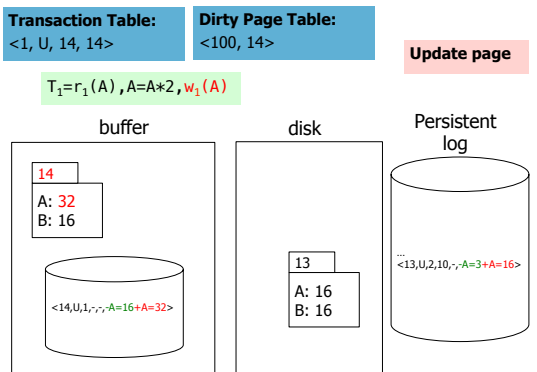 Transaction Table:
<1, U, 14, 14>
Dirty Page Table:
<100, 14>
Update page
T₁=r₁(A),A=A*2,w₁(A)
buffer
disk
Persistent
log
14
A: 32
B: 16
<14,U,1,-,-,-A=16+A=32>
13
A: 16
B: 16
...
<13,U,2,10,-,-A=3+A=16>